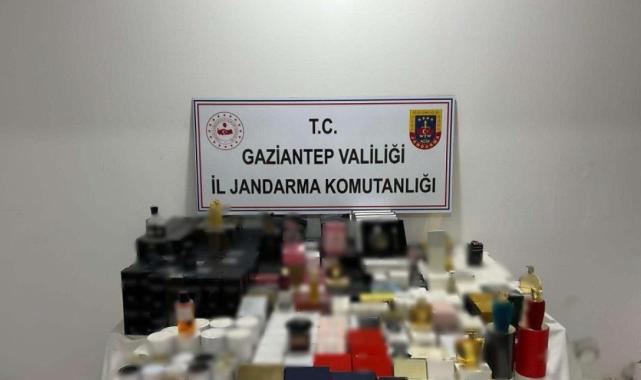 T.C.
GAZİANTEP VALİLİĞİ
İL JANDARMA KOMUTANLIĞI